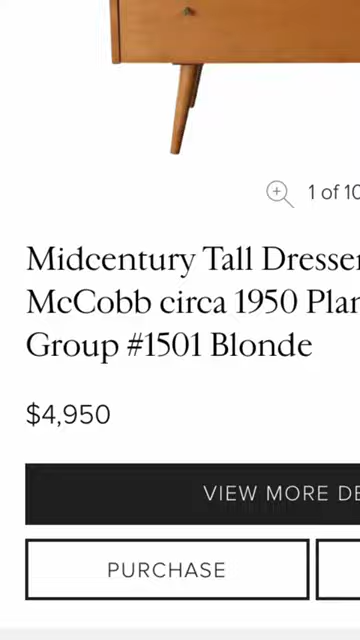 1 of 10
Midcentury Tall Dresser
McCobb circa 1950 Plan
Group #1501 Blonde
$4,950
VIEW MORE DE
PURCHASE